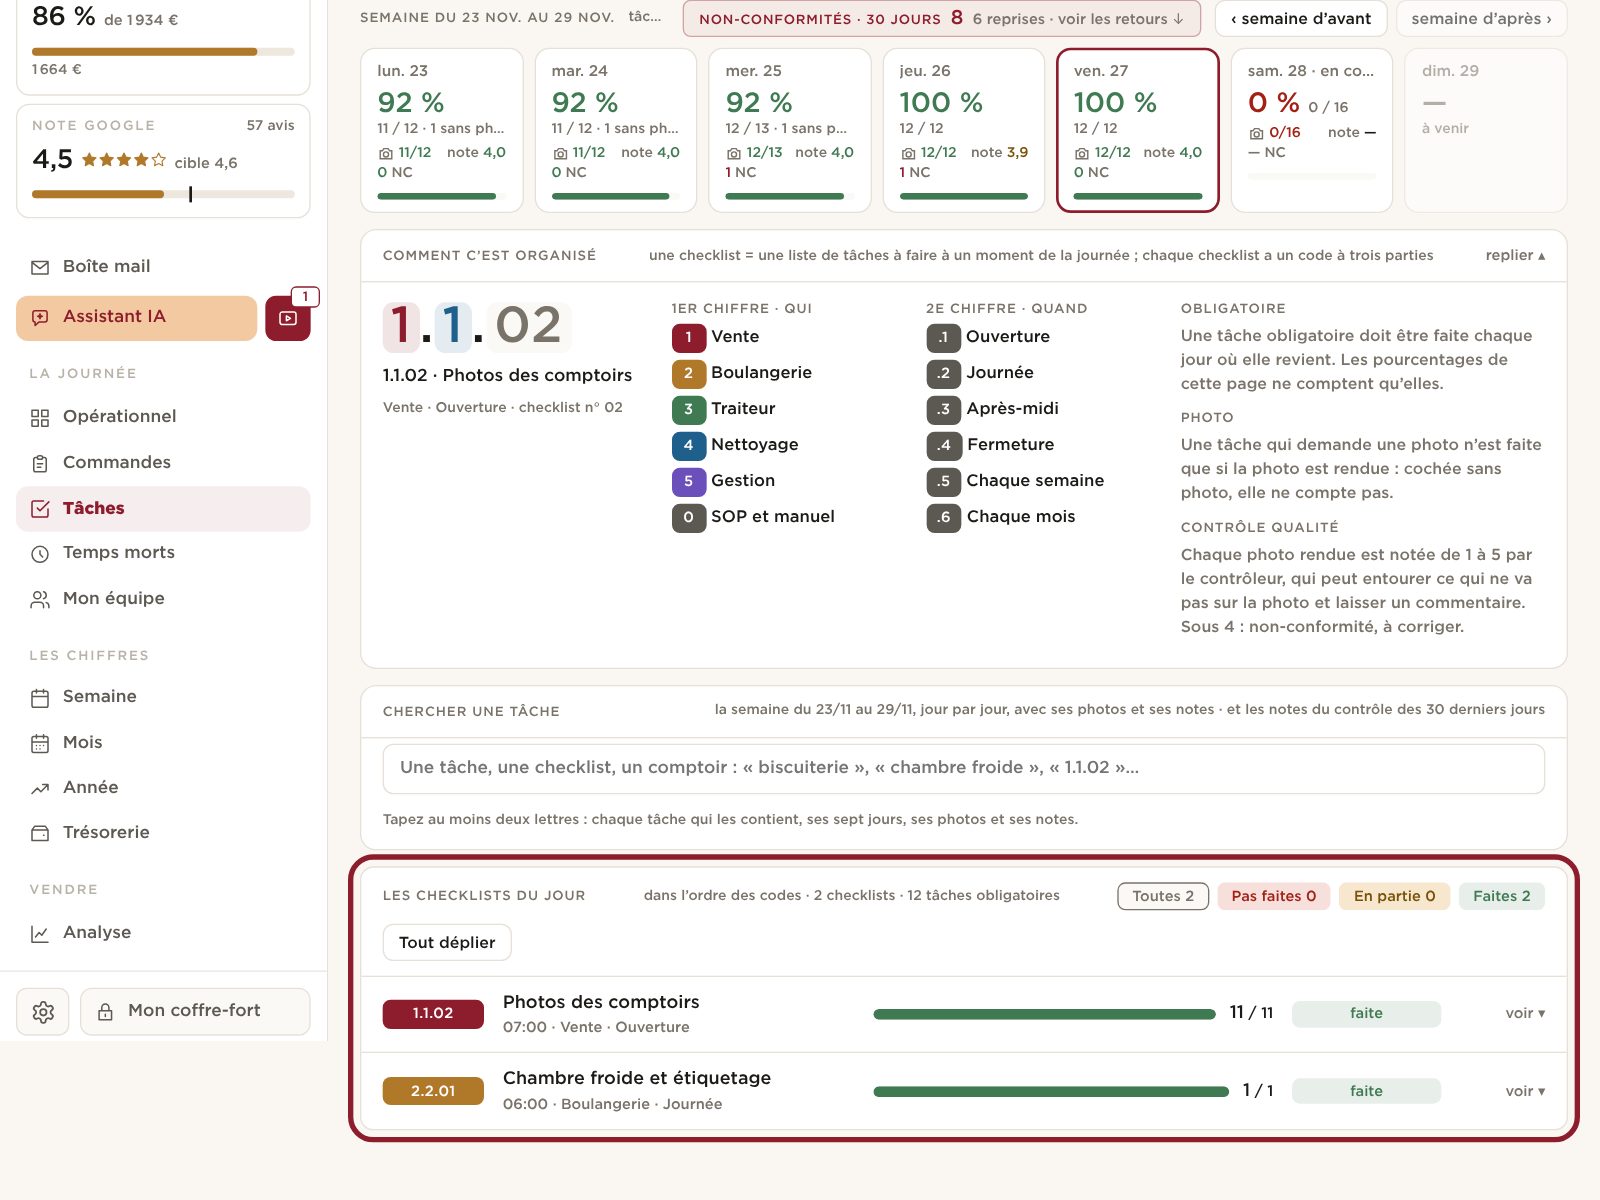 86 % de 1 934 €
1 664 €
NOTE GOOGLE 57 avis
4,5 cible 4,6
Boîte mail
Assistant IA
1
LA JOURNÉE
Opérationnel
Commandes
Tâches
Temps morts
Mon équipe
LES CHIFFRES
Semaine
Mois
Année
Trésorerie
VENDRE
Analyse
Mon coffre-fort
SEMAINE DU 23 NOV. AU 29 NOV. tâc...
NON-CONFORMITÉS · 30 JOURS 8 6 reprises · voir les retours ↓
‹ semaine d’avant
semaine d’après ›
lun. 23
92 %
11 / 12 · 1 sans ph...
11/12 note 4,0
0 NC
mar. 24
92 %
11 / 12 · 1 sans ph...
11/12 note 4,0
0 NC
mer. 25
92 %
12 / 13 · 1 sans p...
12/13 note 4,0
1 NC
jeu. 26
100 %
12 / 12
12/12 note 3,9
1 NC
ven. 27
100 %
12 / 12
12/12 note 4,0
0 NC
sam. 28 · en co...
0 % 0 / 16
0/16 note —
— NC
dim. 29
—
à venir
COMMENT C’EST ORGANISÉ
une checklist = une liste de tâches à faire à un moment de la journée ; chaque checklist a un code à trois parties
replier ▴
1.1.02
1.1.02 · Photos des comptoirs
Vente · Ouverture · checklist n° 02
1ER CHIFFRE · QUI
1 Vente
2 Boulangerie
3 Traiteur
4 Nettoyage
5 Gestion
0 SOP et manuel
2E CHIFFRE · QUAND
.1 Ouverture
.2 Journée
.3 Après-midi
.4 Fermeture
.5 Chaque semaine
.6 Chaque mois
OBLIGATOIRE
Une tâche obligatoire doit être faite chaque
jour où elle revient. Les pourcentages de
cette page ne comptent qu’elles.
PHOTO
Une tâche qui demande une photo n’est faite
que si la photo est rendue : cochée sans
photo, elle ne compte pas.
CONTRÔLE QUALITÉ
Chaque photo rendue est notée de 1 à 5 par
le contrôleur, qui peut entourer ce qui ne va
pas sur la photo et laisser un commentaire.
Sous 4 : non-conformité, à corriger.
CHERCHER UNE TÂCHE
la semaine du 23/11 au 29/11, jour par jour, avec ses photos et ses notes · et les notes du contrôle des 30 derniers jours
Une tâche, une checklist, un comptoir : « biscuiterie », « chambre froide », « 1.1.02 »...
Tapez au moins deux lettres : chaque tâche qui les contient, ses sept jours, ses photos et ses notes.
LES CHECKLISTS DU JOUR
dans l’ordre des codes · 2 checklists · 12 tâches obligatoires
Toutes 2
Pas faites 0
En partie 0
Faites 2
Tout déplier
1.1.02
Photos des comptoirs
07:00 · Vente · Ouverture
11 / 11
faite
voir ▾
2.2.01
Chambre froide et étiquetage
06:00 · Boulangerie · Journée
1 / 1
faite
voir ▾